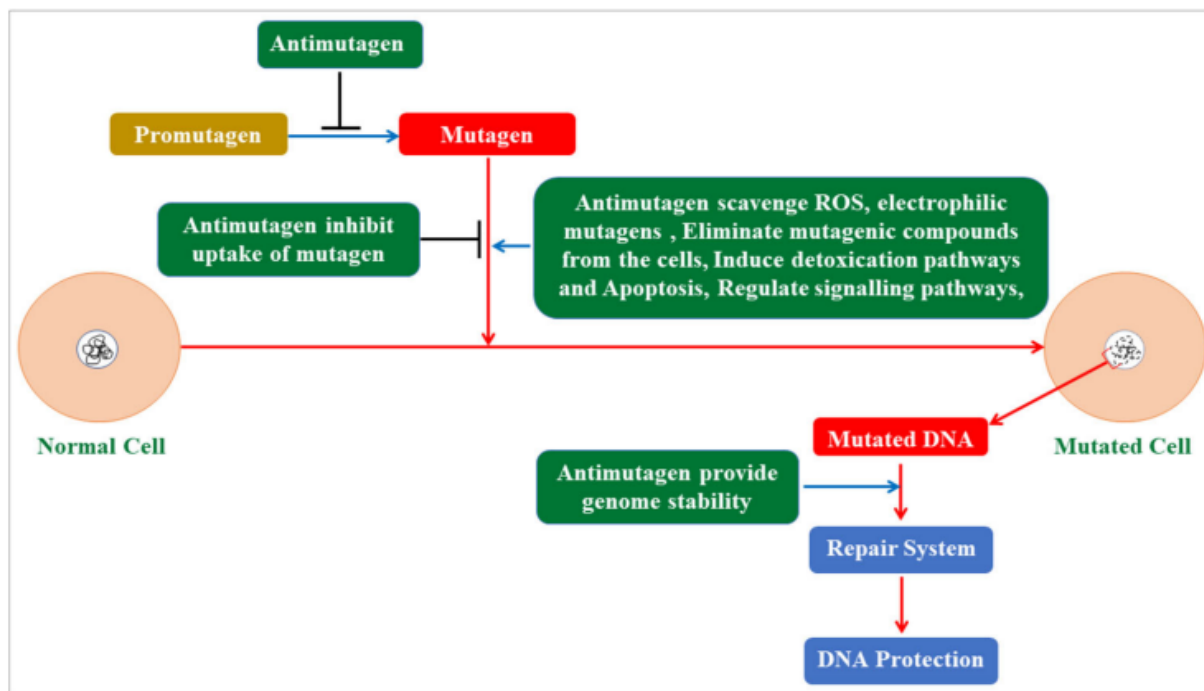 Antimutagen
Promutagen
Mutagen
Antimutagen inhibit
uptake of mutagen
Antimutagen scavenge ROS, electrophilic
mutagens , Eliminate mutagenic compounds
from the cells, Induce detoxication pathways
and Apoptosis, Regulate signalling pathways,
Normal Cell
Mutated Cell
Mutated DNA
Antimutagen provide
genome stability
Repair System
DNA Protection